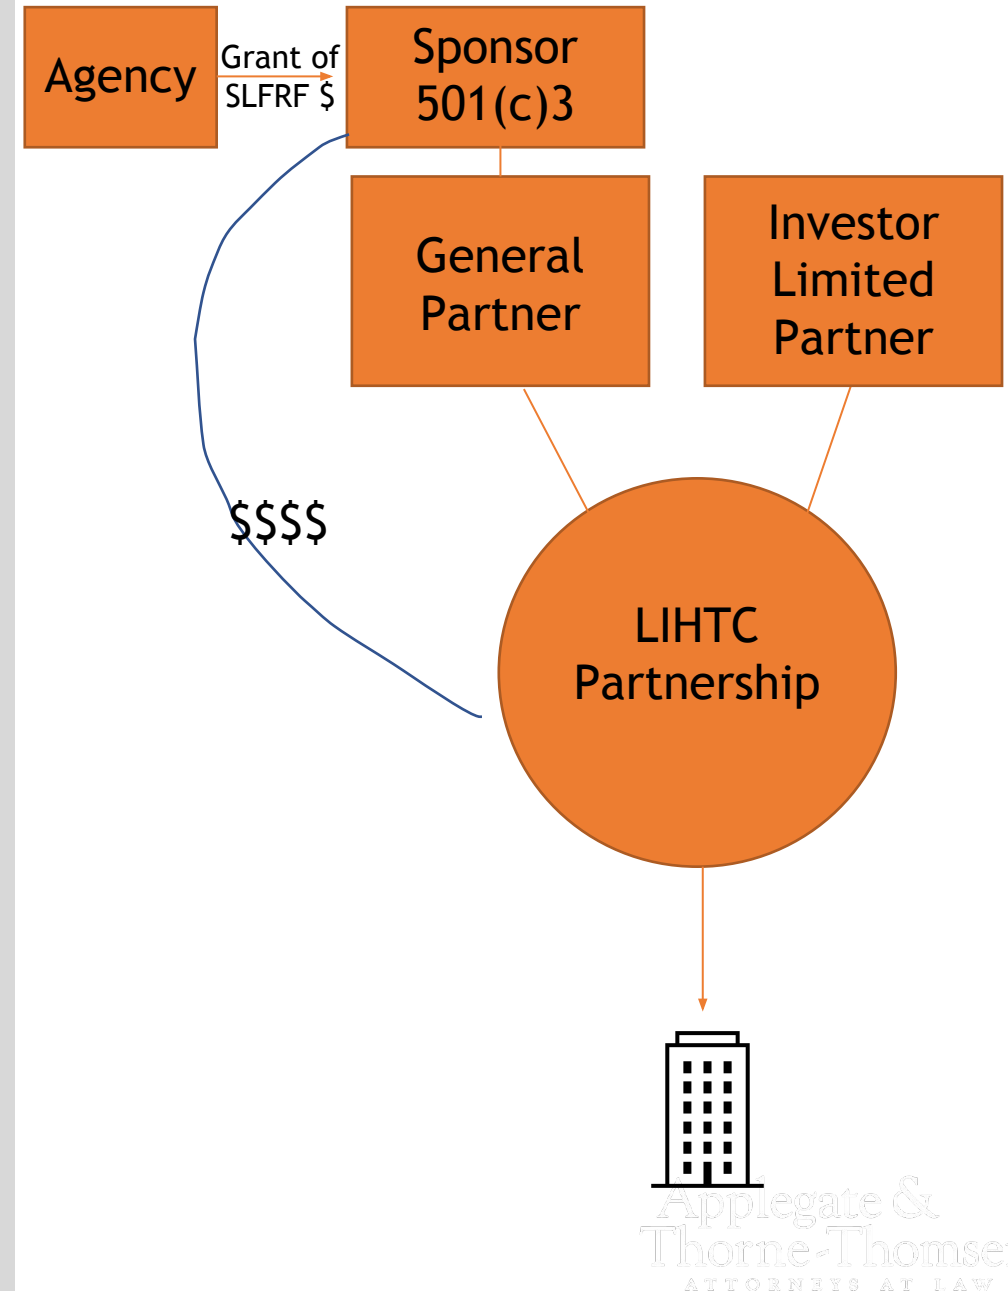 Agency
Grant of
SLFRF $
Sponsor
501(c)3
General
Partner
Investor
Limited
Partner
$$$$
LIHTC
Partnership
Applegate &
Thorne-Thomse
ATTORNEYS AT LAW